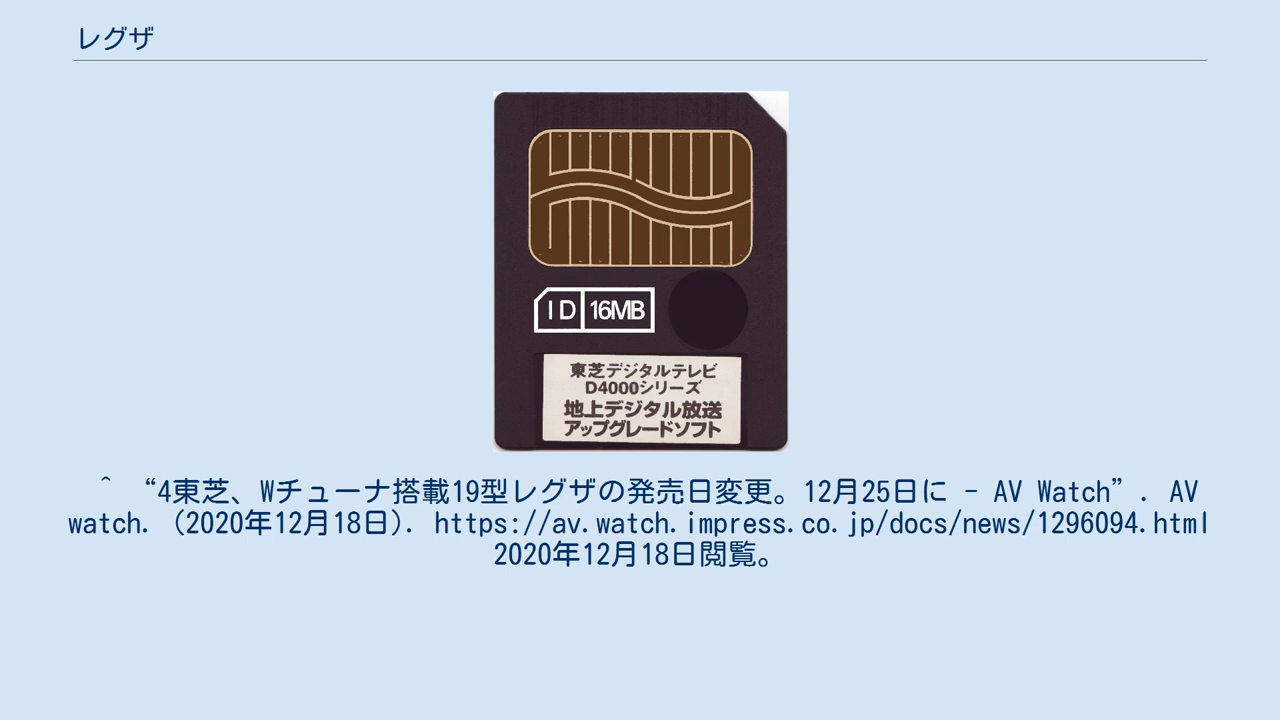 レグザ
ID 16MB
東芝デジタルテレビ
D4000シリーズ
地上デジタル放送
アップグレードソフト
^ “4東芝、Wチューナ搭載19型レグザの発売日変更。12月25日に - AV Watch”. AV
watch. (2020年12月18日). https://av.watch.impress.co.jp/docs/news/1296094.html
2020年12月18日閲覧。